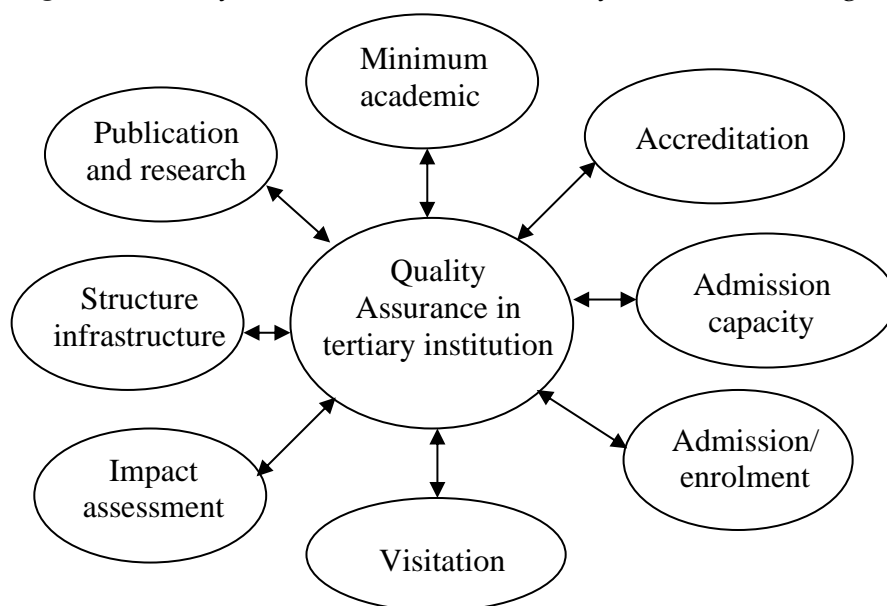 Minimum
academic
Accreditation
Publication
and research
Quality
Assurance in
tertiary institution
Admission
capacity
Structure
infrastructure
Admission/
enrolment
Impact
assessment
Visitation